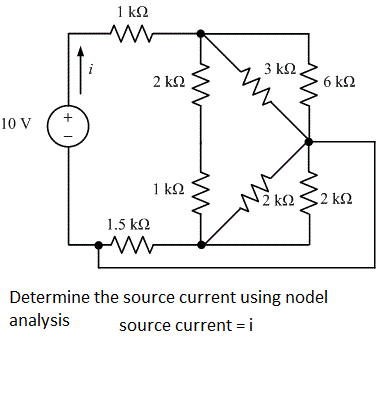 1 kΩ
3 kΩ
i
2 kΩ
6 kΩ
10 V
+
−
1 kΩ
2 kΩ
2 kΩ
1.5 kΩ
Determine the source current using nodel
analysis
source current = i